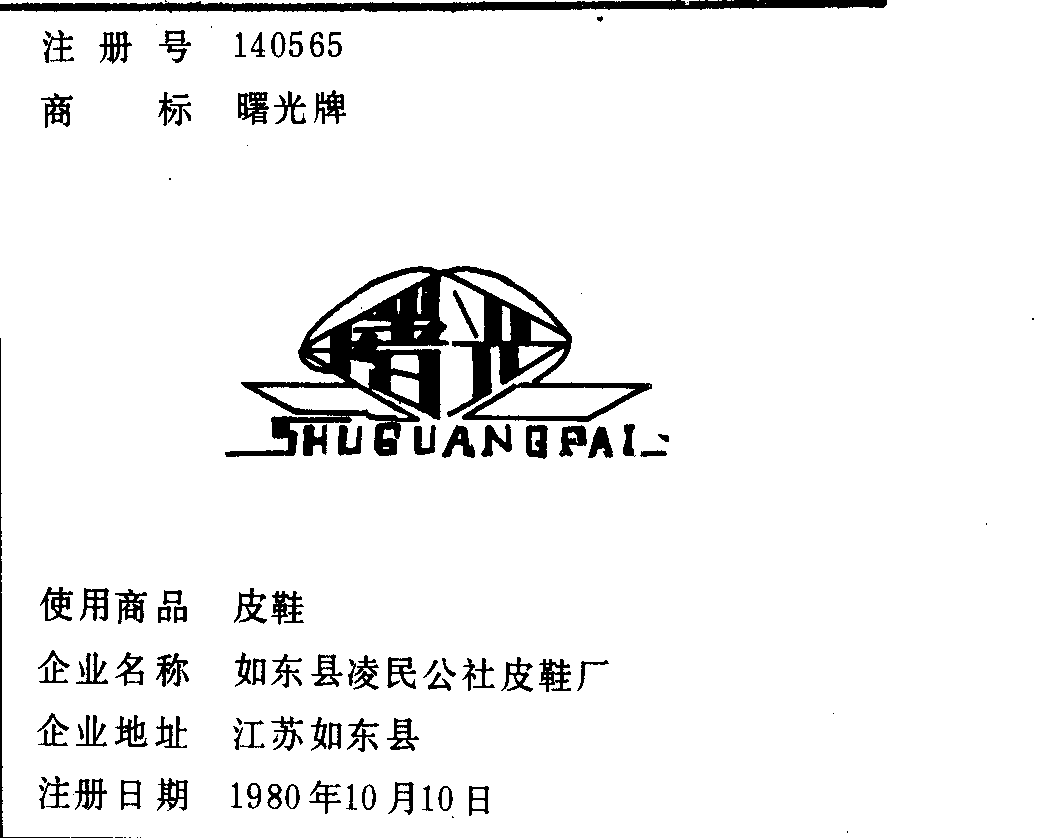 注册号 140565
商标 曙光牌
SHUGUANGPAI
使用商品 皮鞋
企业名称 如东县凌民公社皮鞋厂
企业地址 江苏如东县
注册日期 1980年10月10日